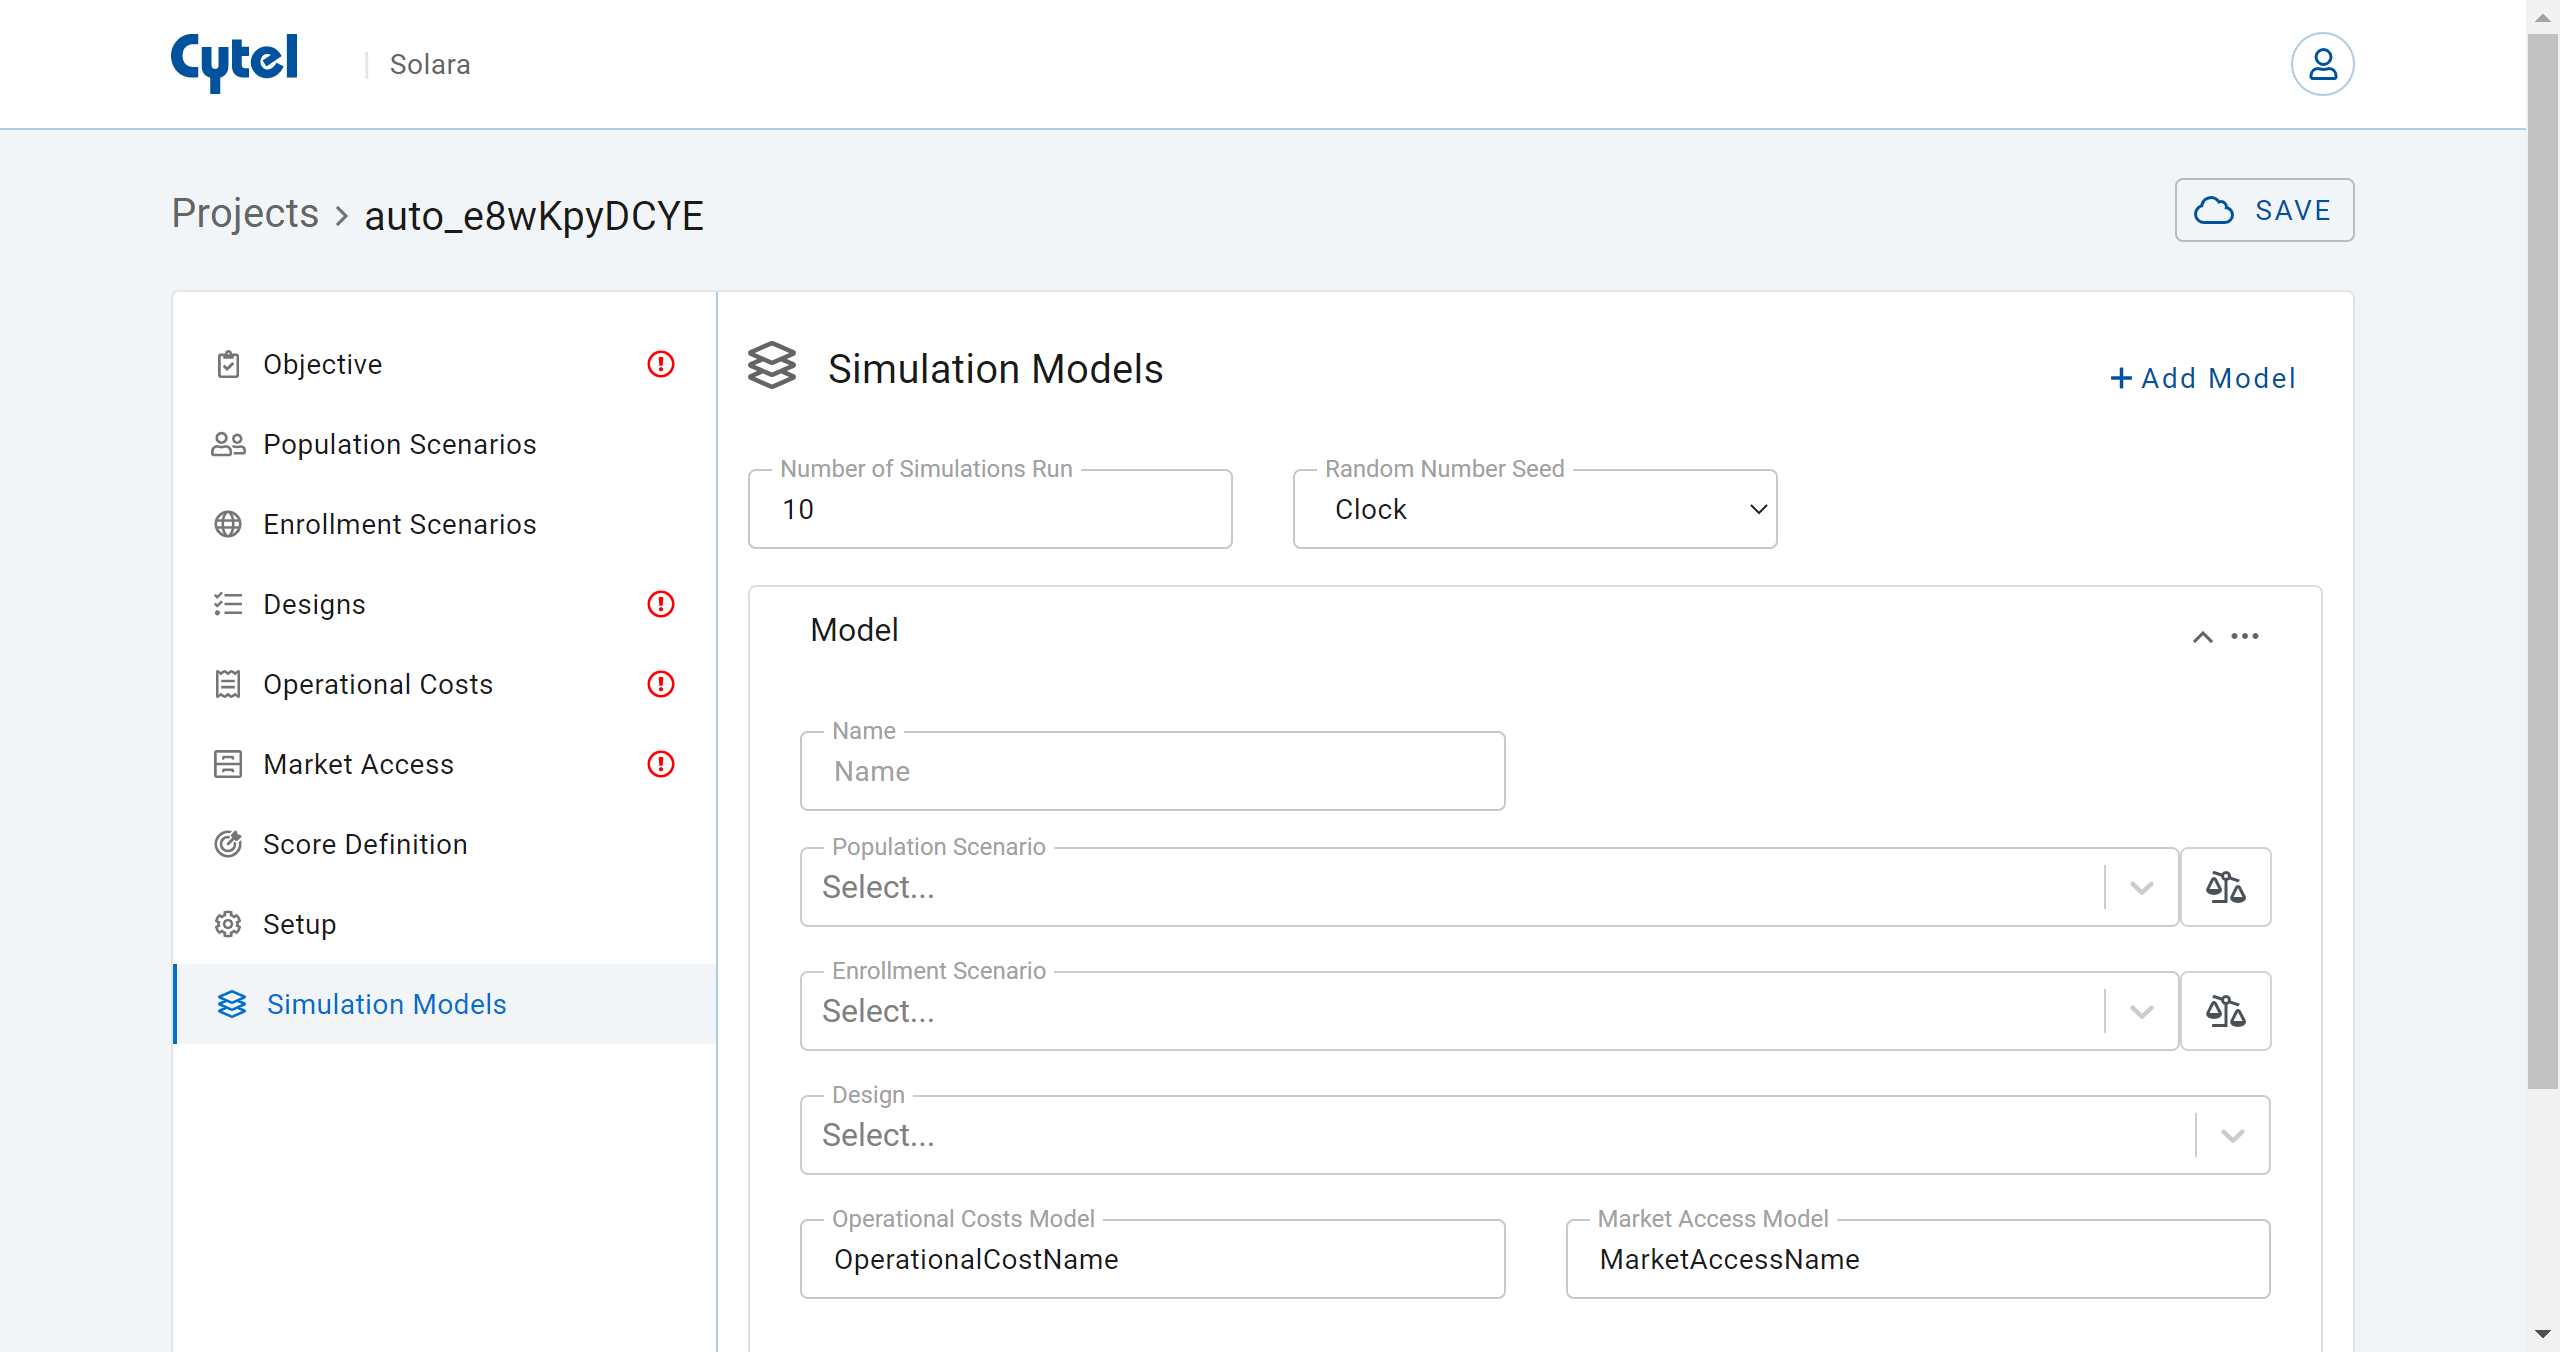 Cytel
Solara
Projects > auto_e8wKpyDCYE
SAVE
Objective
Population Scenarios
Enrollment Scenarios
Designs
Operational Costs
Market Access
Score Definition
Setup
Simulation Models
Simulation Models
+ Add Model
Number of Simulations Run
10
Random Number Seed
Clock
Model
Name
Name
Population Scenario
Select...
Enrollment Scenario
Select...
Design
Select...
Operational Costs Model
OperationalCostName
Market Access Model
MarketAccessName